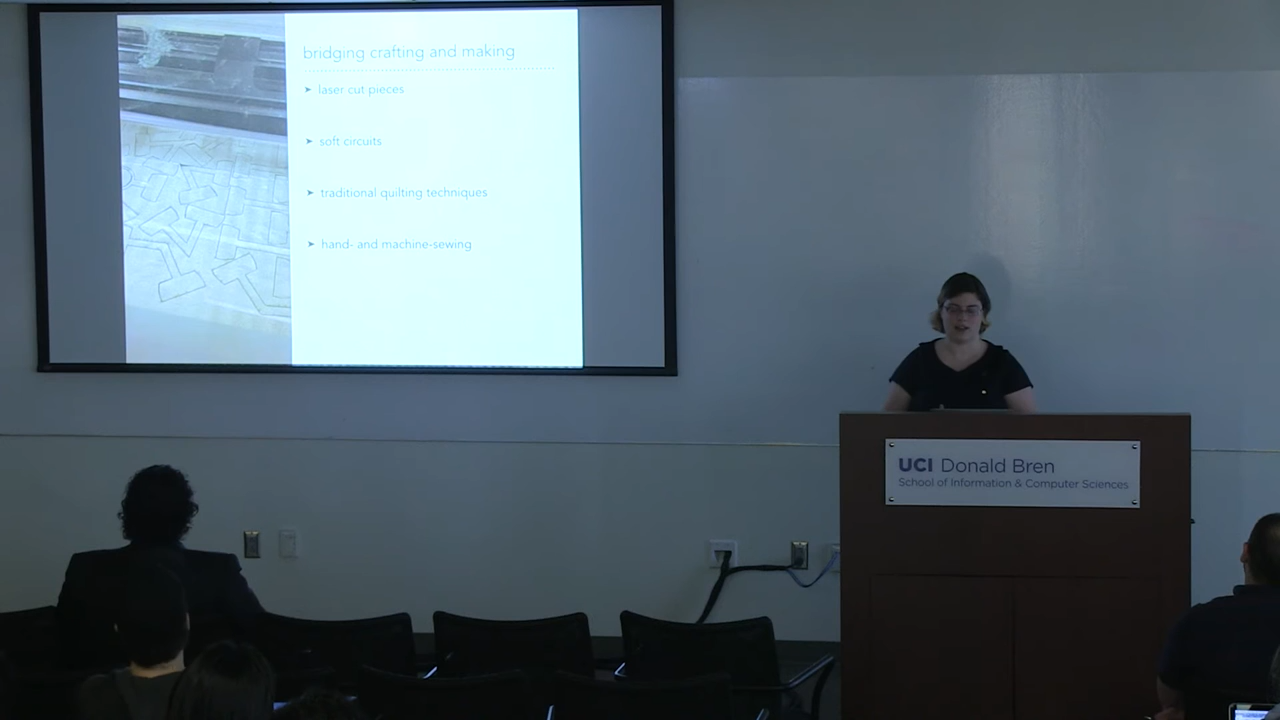 bridging crafting and making
➤ laser cut pieces
➤ soft circuits
➤ traditional quilting techniques
➤ hand- and machine-sewing
UCI Donald Bren
School of Information & Computer Sciences